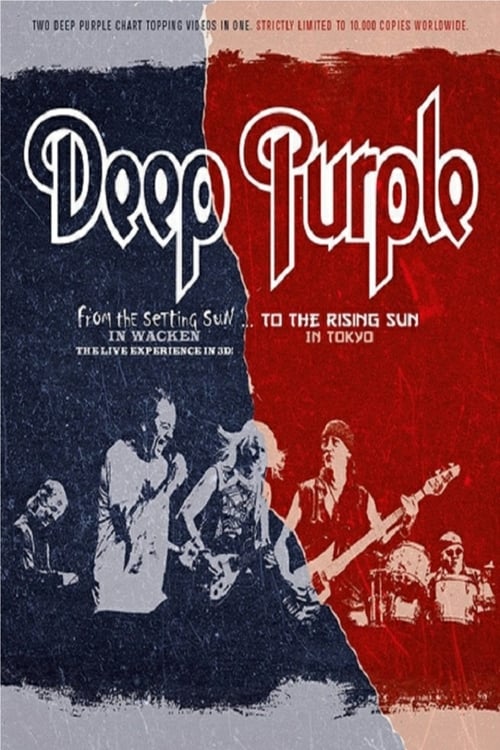 TWO DEEP PURPLE CHART TOPPING VIDEOS IN ONE. STRICTLY LIMITED TO 10.000 COPIES WORLDWIDE.
Deep Purple
from the setting sun ... TO THE RISING SUN
IN WACKEN IN TOKYO
THE LIVE EXPERIENCE IN 3D!